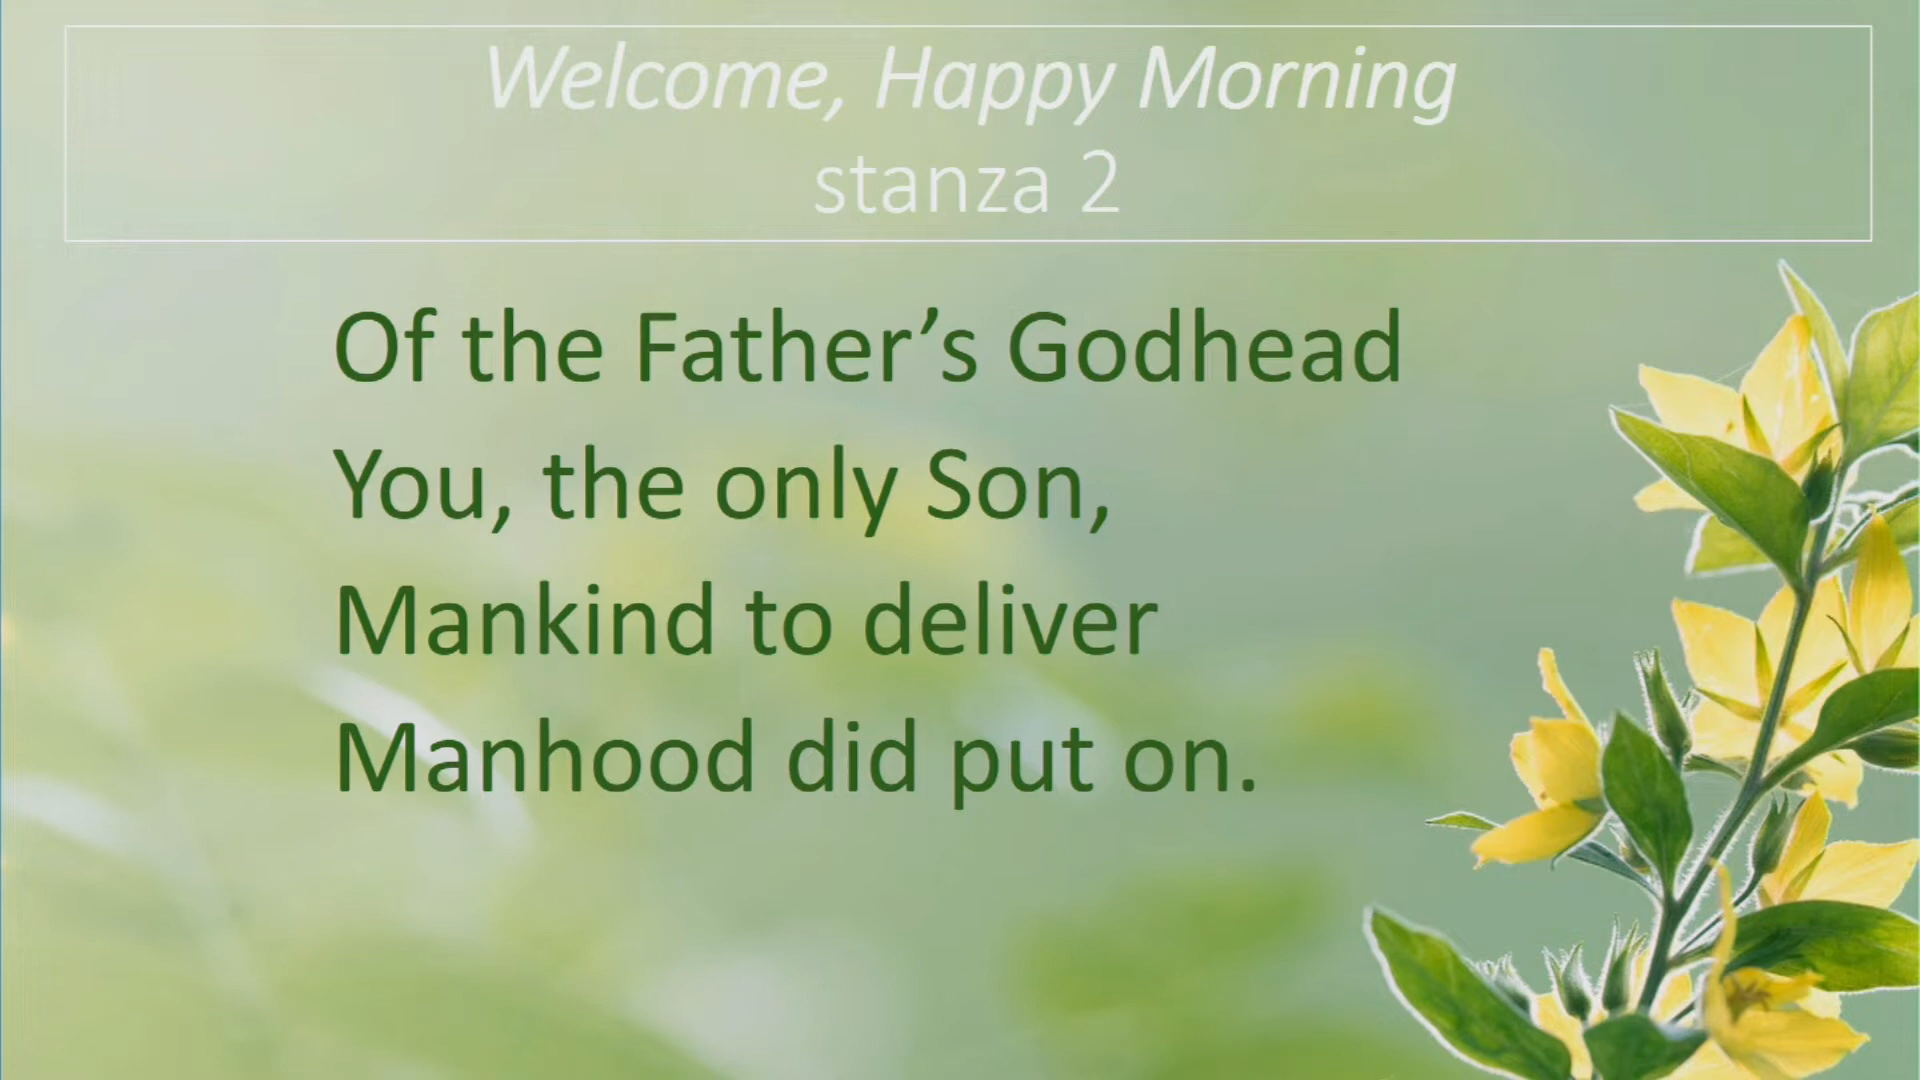 Welcome, Happy Morning
stanza 2
Of the Father’s Godhead
You, the only Son,
Mankind to deliver
Manhood did put on.